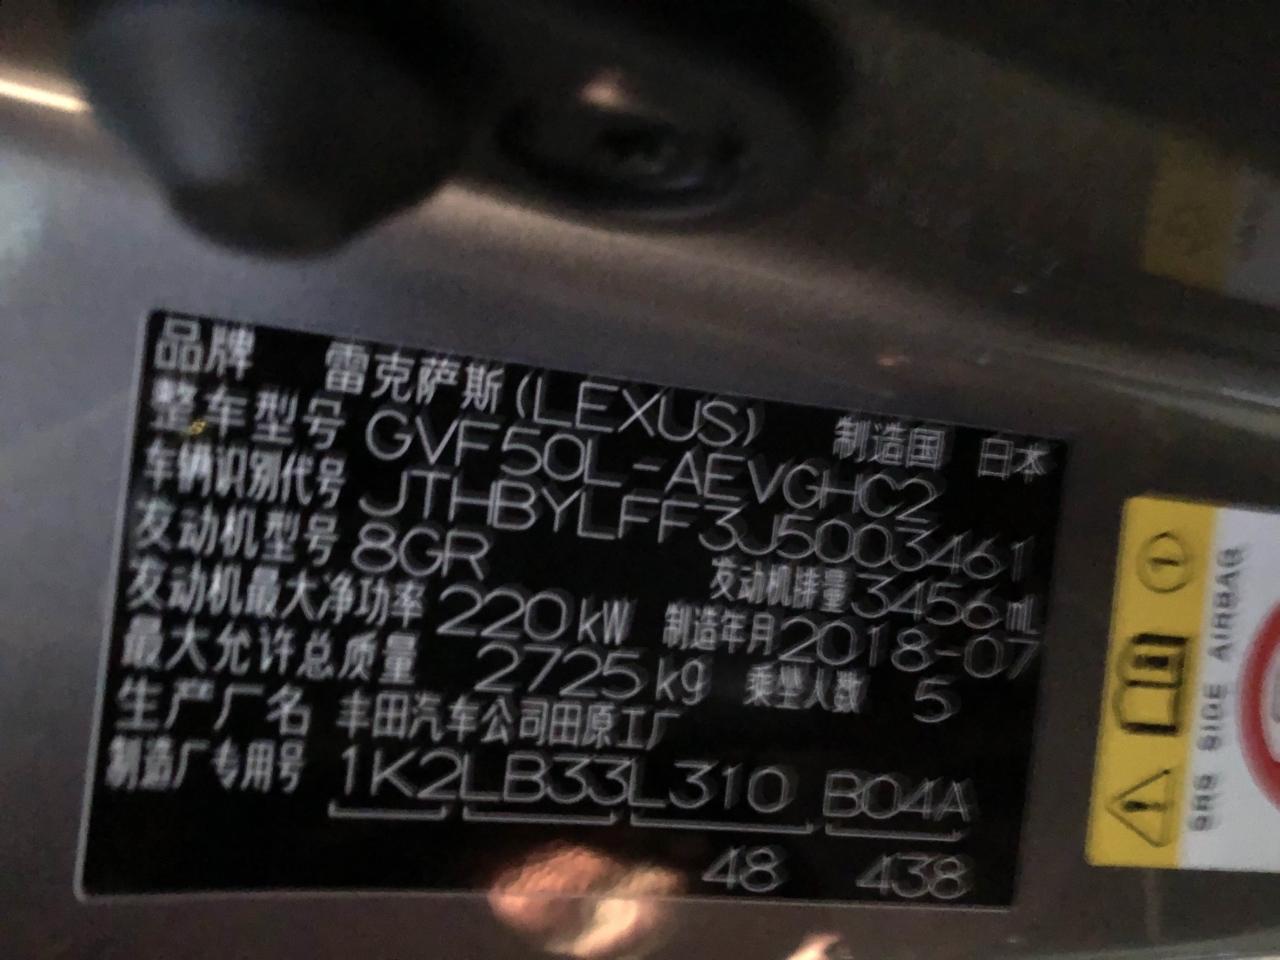 品牌 雷克萨斯(LEXUS) 制造国 日本
整车型号 GVF50L-AEVGHC2
车辆识别代号 JTHBYLFF3J5003461
发动机型号 8GR 发动机排量 3456mL
发动机最大净功率 220kW 制造年月 2018-07
最大允许总质量 2725kg 乘坐人数 5
生产厂名 丰田汽车公司田原工厂
制造厂专用号 1K2LB33L310 B04A
48 438
SRS SIDE AIRBAG